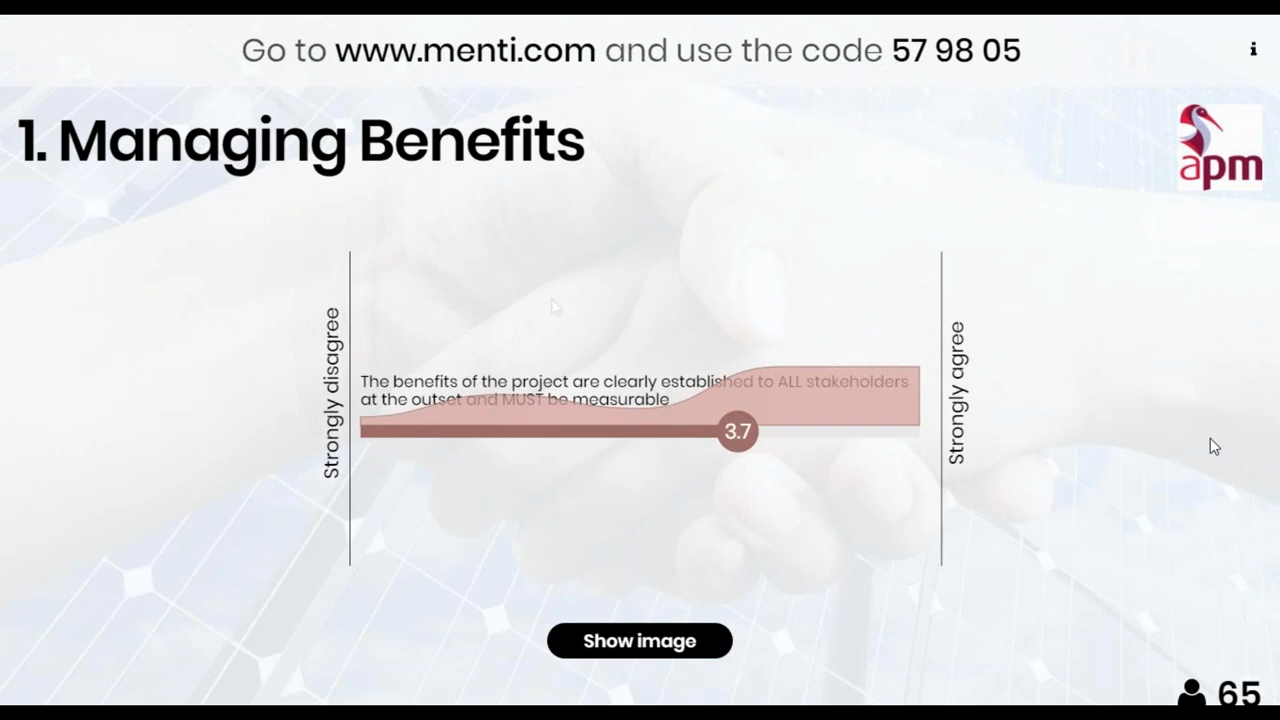 Go to www.menti.com and use the code 57 98 05
i
1. Managing Benefits
apm
Strongly disagree
The benefits of the project are clearly established to ALL stakeholders
at the outset and MUST be measurable
3.7
Strongly agree
Show image
65